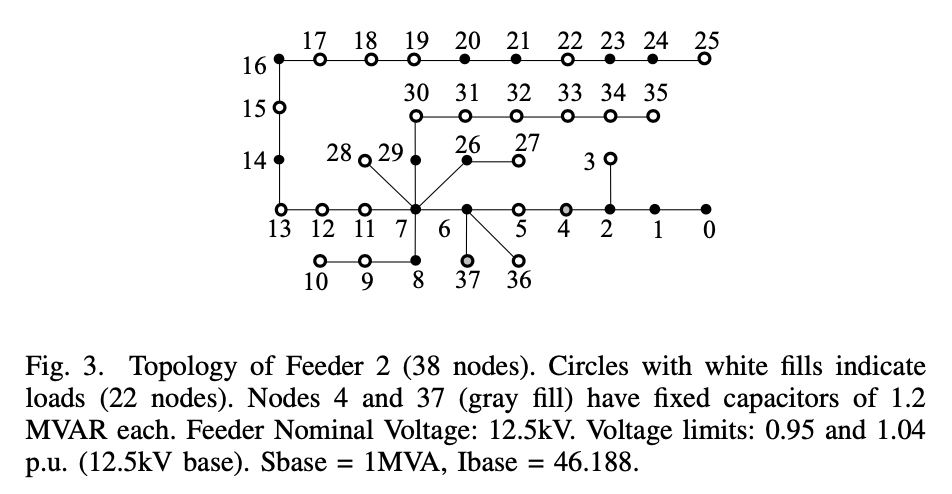 17 18 19 20 21 22 23 24 25
16
30 31 32 33 34 35
15
28 29 26 27 3
14
13 12 11 7 6 5 4 2 1 0
10 9 8 37 36
Fig. 3. Topology of Feeder 2 (38 nodes). Circles with white fills indicate
loads (22 nodes). Nodes 4 and 37 (gray fill) have fixed capacitors of 1.2
MVAR each. Feeder Nominal Voltage: 12.5kV. Voltage limits: 0.95 and 1.04
p.u. (12.5kV base). Sbase = 1MVA, Ibase = 46.188.